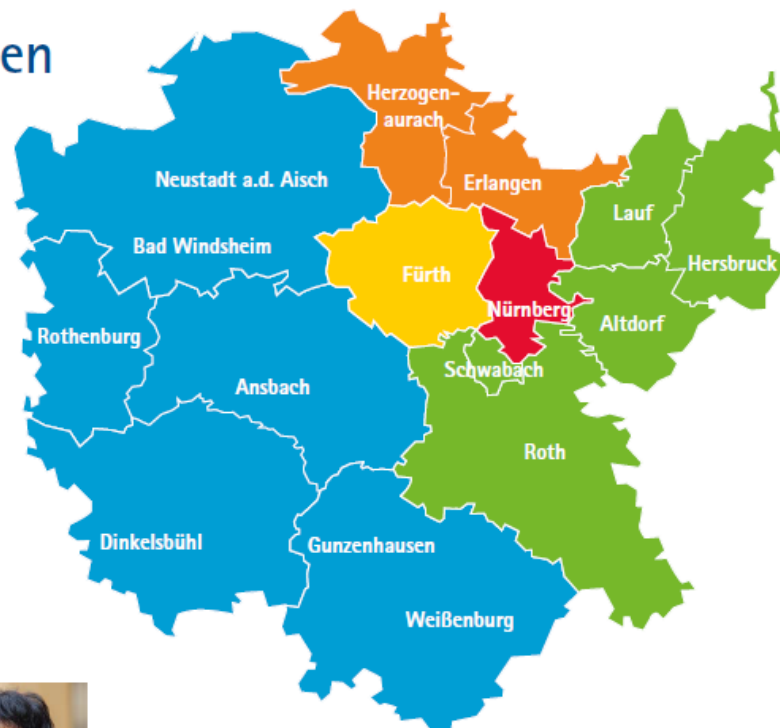 en
Herzogen-
aurach
Neustadt a.d. Aisch
Erlangen
Lauf
Bad Windsheim
Hersbruck
Fürth
Nürnberg
Rothenburg
Altdorf
Schwabach
Ansbach
Roth
Dinkelsbühl
Gunzenhausen
Weißenburg